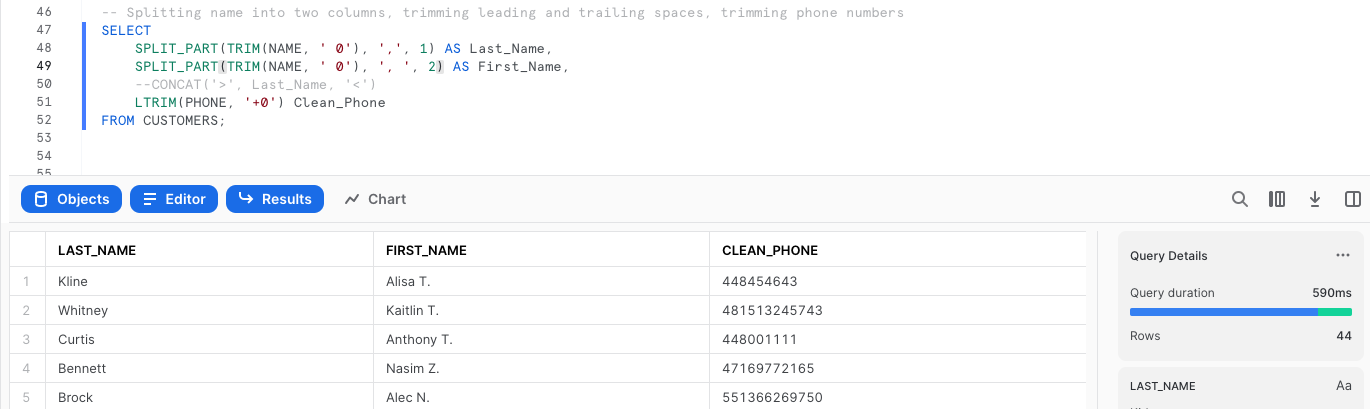 46 -- Splitting name into two columns, trimming leading and trailing spaces, trimming phone numbers
47 SELECT
48 SPLIT_PART(TRIM(NAME, ' 0'), ',', 1) AS Last_Name,
49 SPLIT_PART(TRIM(NAME, ' 0'), ', ', 2) AS First_Name,
50 --CONCAT('>', Last_Name, '<')
51 LTRIM(PHONE, '+0') Clean_Phone
52 FROM CUSTOMERS;
53
54
55
Objects Editor Results Chart
LAST_NAME FIRST_NAME CLEAN_PHONE
1 Kline Alisa T. 448454643
2 Whitney Kaitlin T. 481513245743
3 Curtis Anthony T. 448001111
4 Bennett Nasim Z. 47169772165
5 Brock Alec N. 551366269750
Query Details ...
Query duration 590ms
Rows 44
LAST_NAME Aa